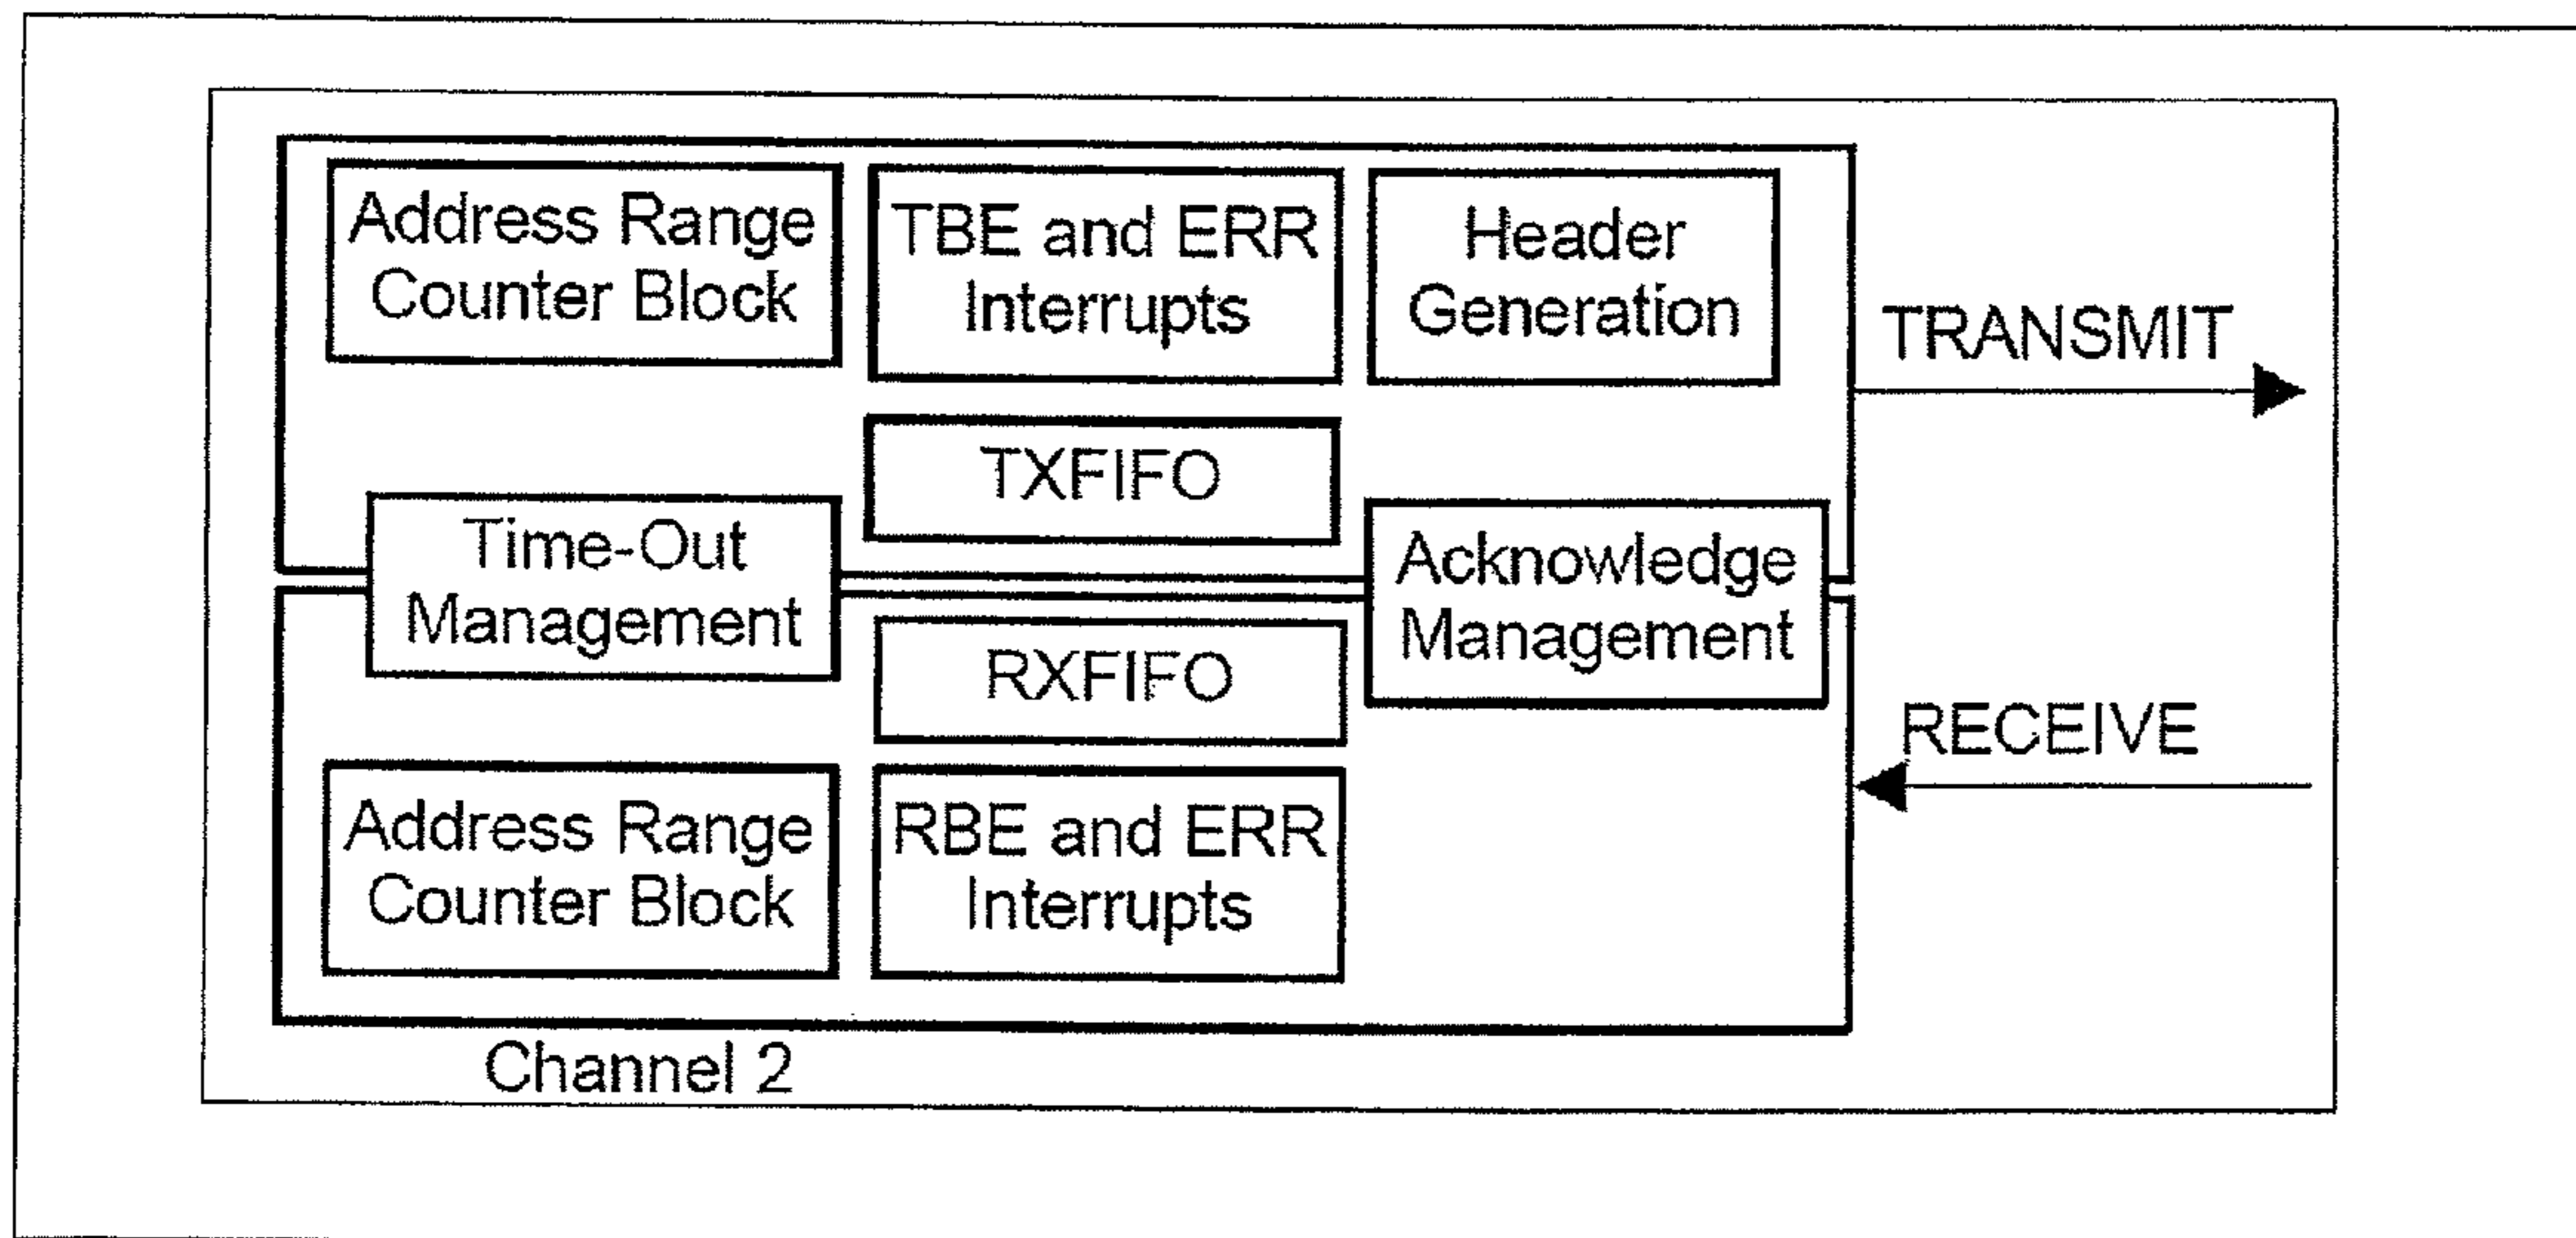 Address Range
Counter Block
TBE and ERR
Interrupts
Header
Generation
TRANSMIT
TXFIFO
Time-Out
Management
Acknowledge
Management
RXFIFO
RECEIVE
Address Range
Counter Block
RBE and ERR
Interrupts
Channel 2